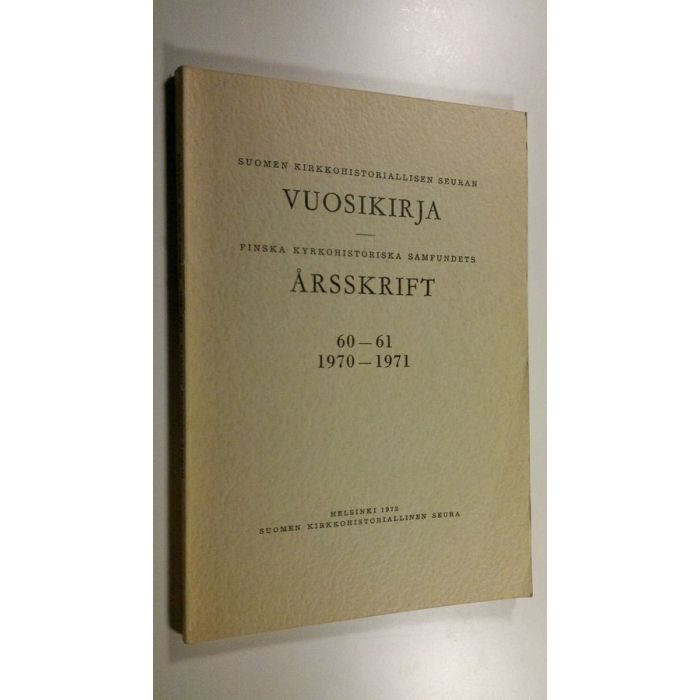 SUOMEN KIRKKOHISTORIALLISEN SEURAN
VUOSIKIRJA
FINSKA KYRKOHISTORISKA SAMFUNDETS
ÅRSSKRIFT
60 — 61
1970 — 1971
HELSINKI 1972
SUOMEN KIRKKOHISTORIALLINEN SEURA